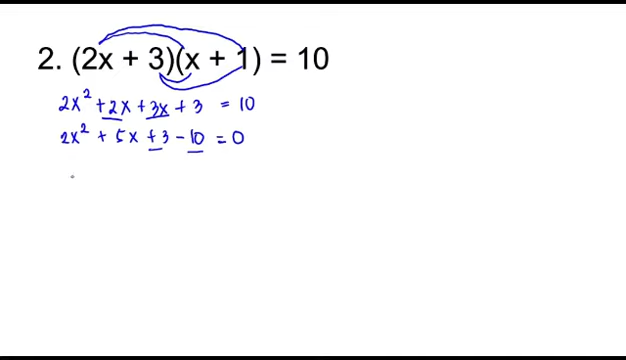 2. (2x + 3)(x + 1) = 10
2x² + 2x + 3x + 3 = 10
2x² + 5x + 3 - 10 = 0